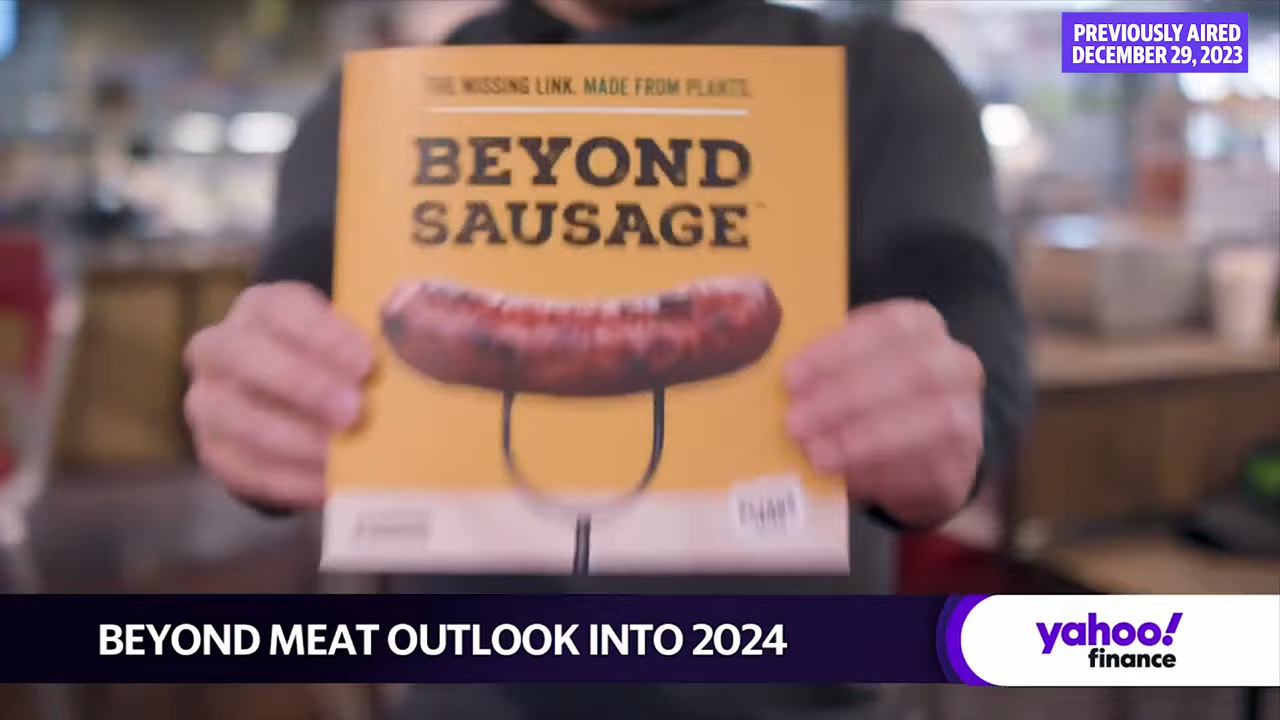 PREVIOUSLY AIRED
DECEMBER 29, 2023
THE MISSING LINK. MADE FROM PLANTS.
BEYOND
SAUSAGE
BEYOND MEAT OUTLOOK INTO 2024
yahoo!
finance